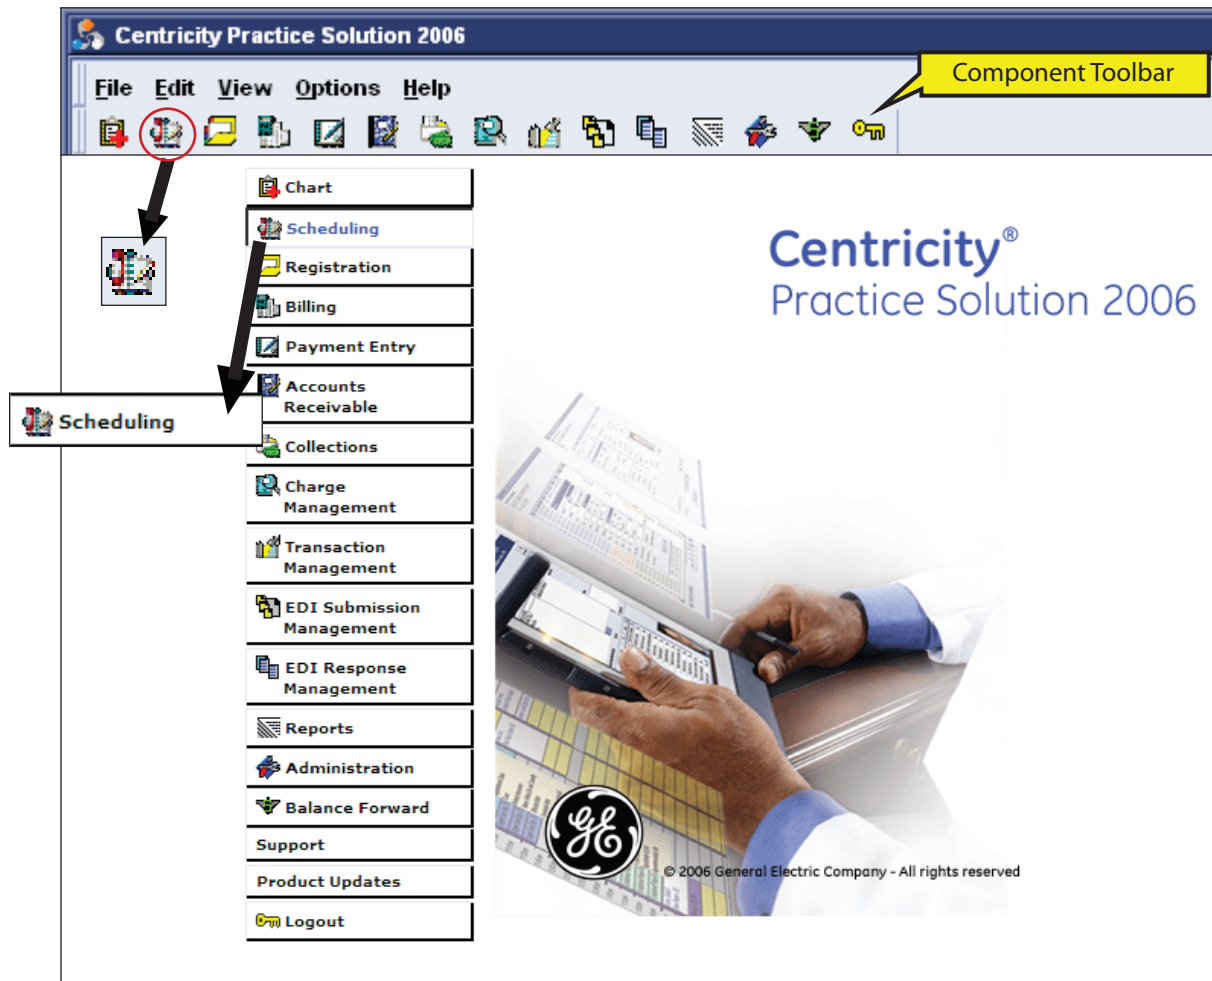 Centricity Practice Solution 2006
Component Toolbar
File Edit View Options Help
Chart
Scheduling
Registration
Billing
Payment Entry
Accounts
Receivable
Scheduling
Collections
Charge
Management
Transaction
Management
EDI Submission
Management
EDI Response
Management
Reports
Administration
Balance Forward
Support
Product Updates
Logout
Centricity®
Practice Solution 2006
GE
© 2006 General Electric Company - All rights reserved